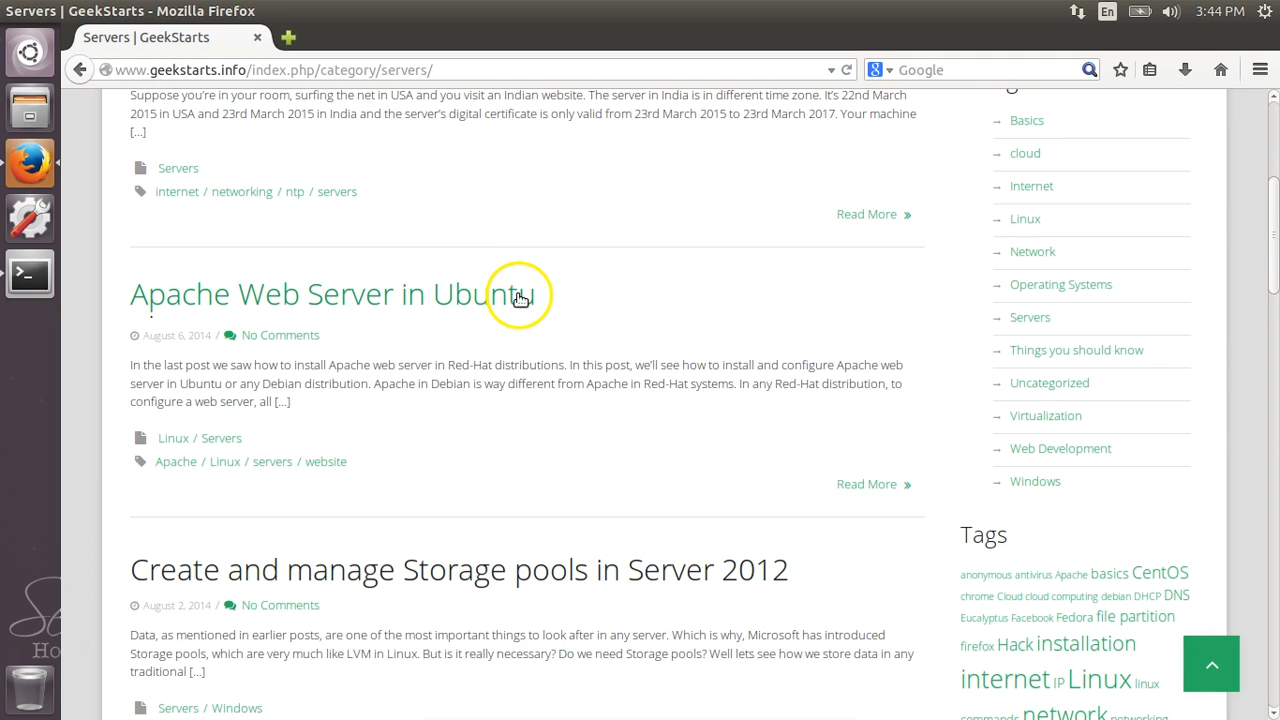 Servers | GeekStarts - Mozilla Firefox
En
3:44 PM
Servers | GeekStarts
www.geekstarts.info/index.php/category/servers/
Google
Suppose you're in your room, surfing the net in USA and you visit an Indian website. The server in India is in different time zone. It's 22nd March
2015 in USA and 23rd March 2015 in India and the server's digital certificate is only valid from 23rd March 2015 to 23rd March 2017. Your machine
[...]
Servers
internet / networking / ntp / servers
Read More »
Apache Web Server in Ubuntu
August 6, 2014 / No Comments
In the last post we saw how to install Apache web server in Red-Hat distributions. In this post, we'll see how to install and configure Apache web
server in Ubuntu or any Debian distribution. Apache in Debian is way different from Apache in Red-Hat systems. In any Red-Hat distribution, to
configure a web server, all [...]
Linux / Servers
Apache / Linux / servers / website
Read More »
Create and manage Storage pools in Server 2012
August 2, 2014 / No Comments
Data, as mentioned in earlier posts, are one of the most important things to look after in any server. Which is why, Microsoft has introduced
Storage pools, which are very much like LVM in Linux. But is it really necessary? Do we need Storage pools? Well lets see how we store data in any
traditional [...]
Servers / Windows
→ Basics
→ cloud
→ Internet
→ Linux
→ Network
→ Operating Systems
→ Servers
→ Things you should know
→ Uncategorized
→ Virtualization
→ Web Development
→ Windows
Tags
anonymous antivirus Apache basics CentOS
chrome Cloud cloud computing debian DHCP DNS
Eucalyptus Facebook Fedora file partition
firefox Hack installation
internet IP Linux linux
commands network networking